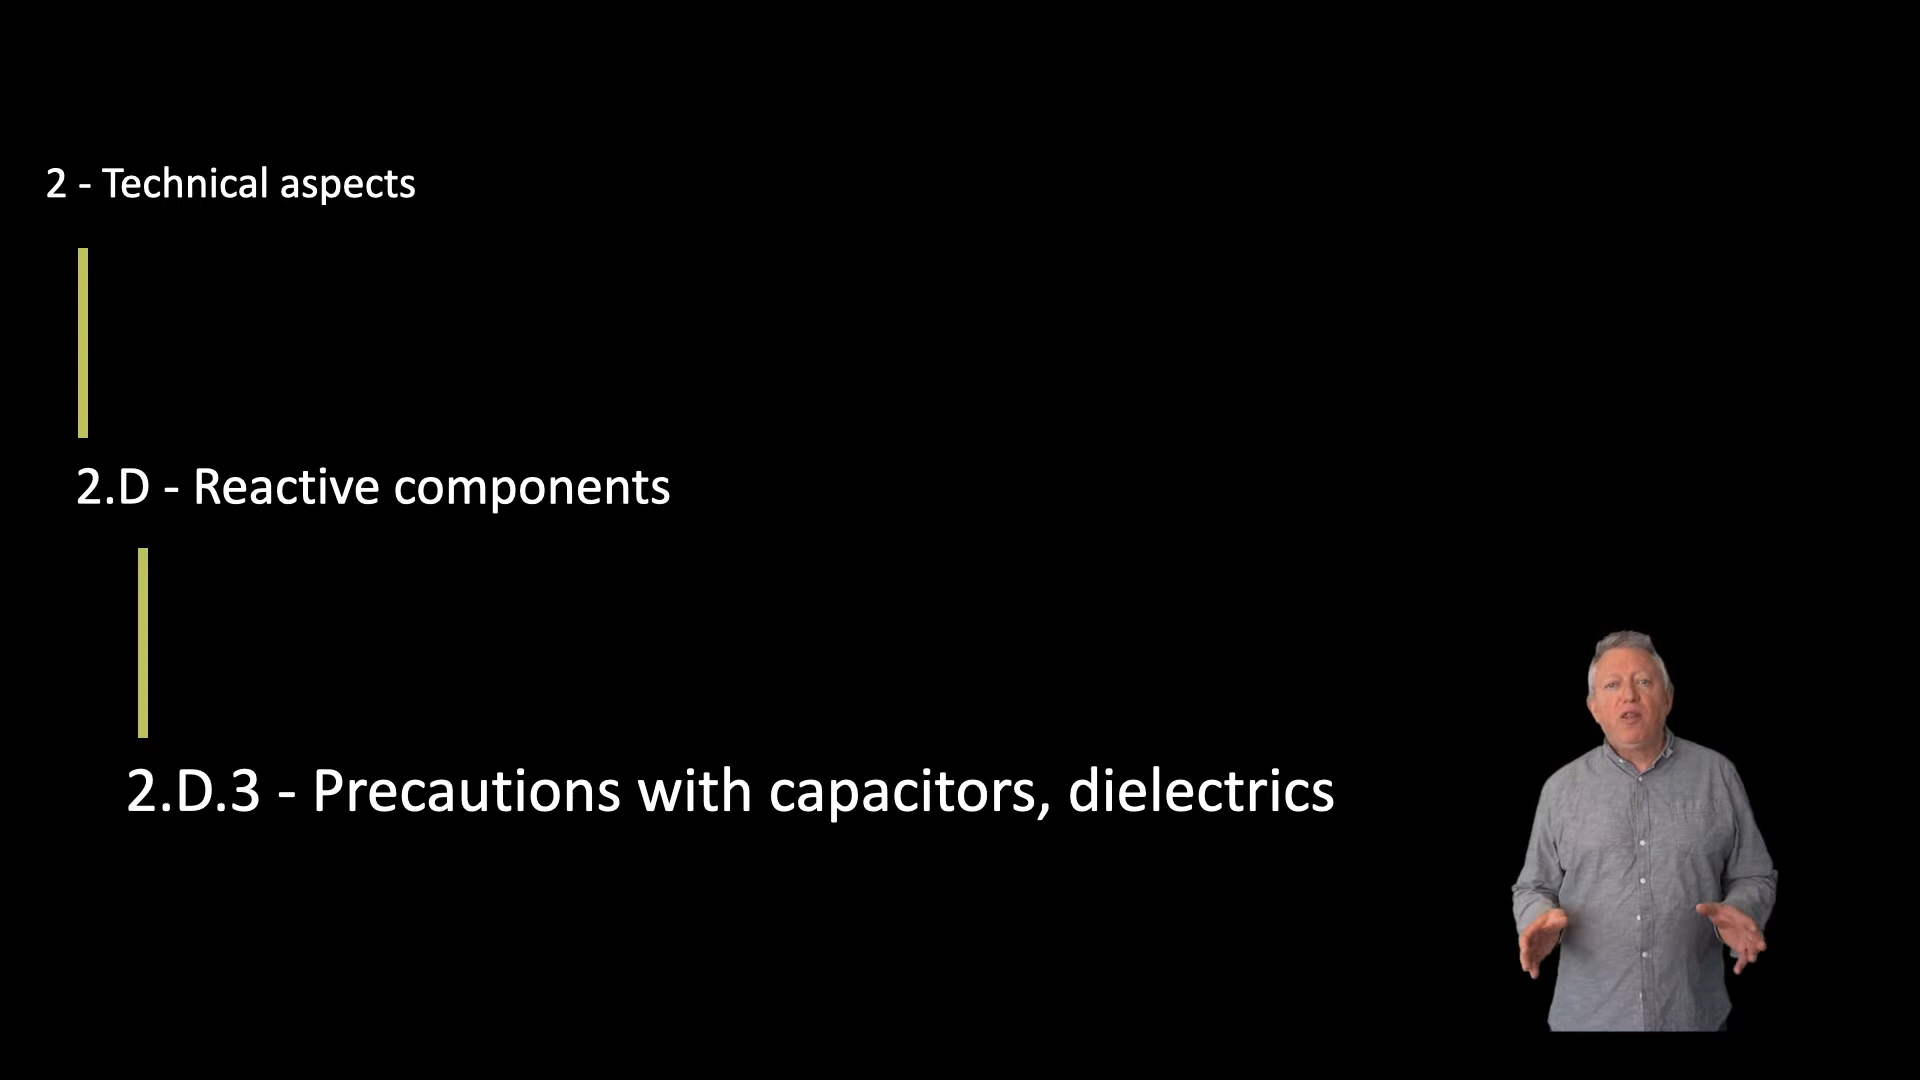 2 - Technical aspects
2.D - Reactive components
2.D.3 - Precautions with capacitors, dielectrics